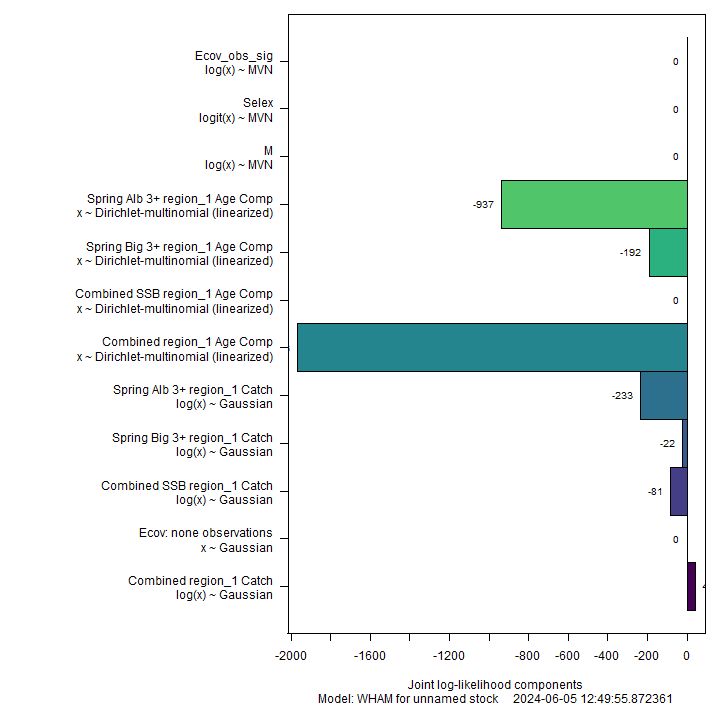 Ecov_obs_sig
log(x) ~ MVN
0
Selex
logit(x) ~ MVN
0
M
log(x) ~ MVN
0
Spring Alb 3+ region_1 Age Comp
x ~ Dirichlet-multinomial (linearized)
-937
Spring Big 3+ region_1 Age Comp
x ~ Dirichlet-multinomial (linearized)
-192
Combined SSB region_1 Age Comp
x ~ Dirichlet-multinomial (linearized)
0
Combined region_1 Age Comp
x ~ Dirichlet-multinomial (linearized)
Spring Alb 3+ region_1 Catch
log(x) ~ Gaussian
-233
Spring Big 3+ region_1 Catch
log(x) ~ Gaussian
-22
Combined SSB region_1 Catch
log(x) ~ Gaussian
-81
Ecov: none observations
x ~ Gaussian
0
Combined region_1 Catch
log(x) ~ Gaussian
-2000 -1600 -1200 -800 -600 -400 -200 0
Joint log-likelihood components
Model: WHAM for unnamed stock 2024-06-05 12:49:55.872361